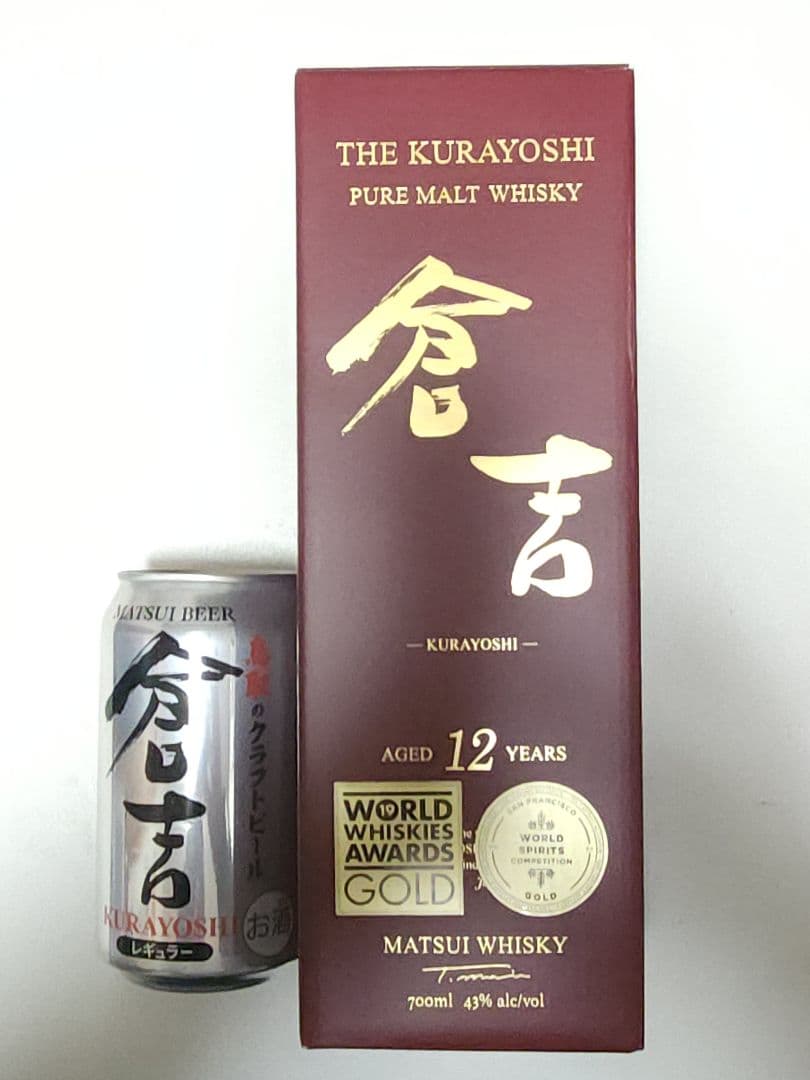 THE KURAYOSHI
PURE MALT WHISKY
倉
吉
— KURAYOSHI —
AGED 12 YEARS
WORLD 19
WHISKIES
AWARDS
GOLD
SAN FRANCISCO
WORLD
SPIRITS
COMPETITION
GOLD
MATSUI WHISKY
700ml 43% alc/vol
MATSUI BEER
倉吉
鳥取のクラフトビール
KURAYOSHI
お酒
レギュラー